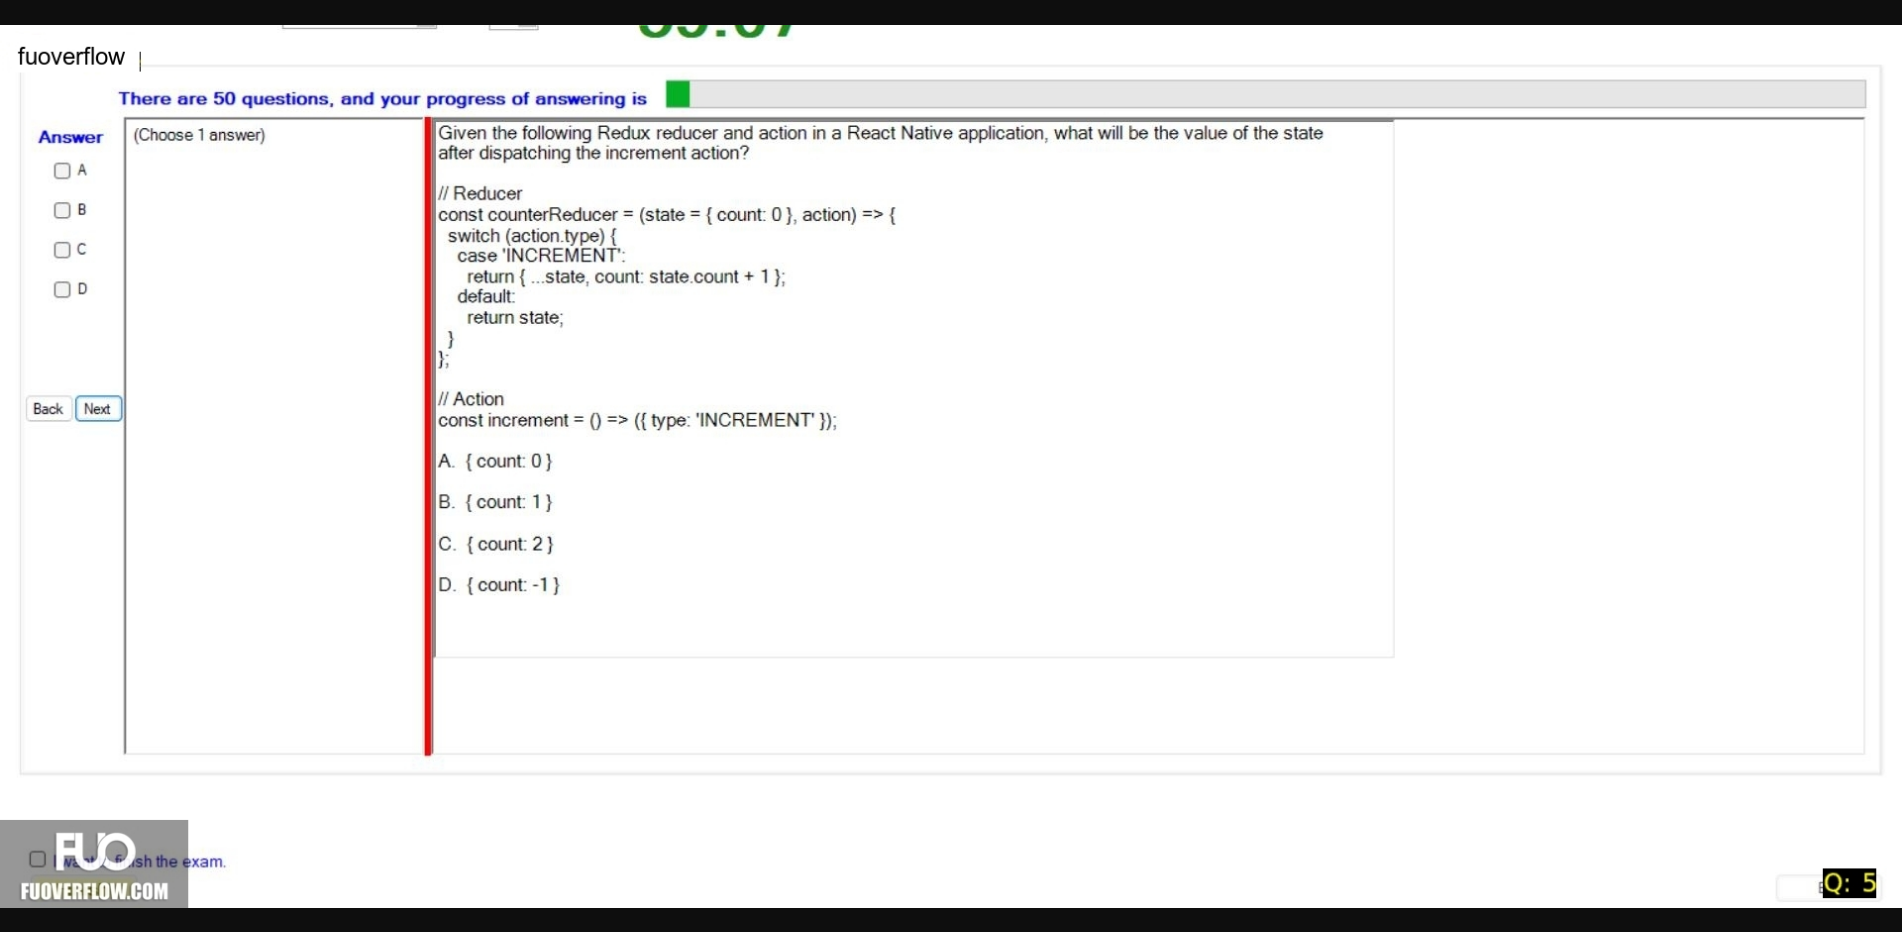 fuoverflow
There are 50 questions, and your progress of answering is
Answer
(Choose 1 answer)
A
B
C
D
Back Next
Given the following Redux reducer and action in a React Native application, what will be the value of the state
after dispatching the increment action?
// Reducer
const counterReducer = (state = { count: 0 }, action) => {
switch (action.type) {
case 'INCREMENT':
return { ...state, count: state.count + 1 };
default:
return state;
}
};
// Action
const increment = () => ({ type: 'INCREMENT' });
A. { count: 0 }
B. { count: 1 }
C. { count: 2 }
D. { count: -1 }
FUO
sh the exam.
FUOVERFLOW.COM
Q: 5